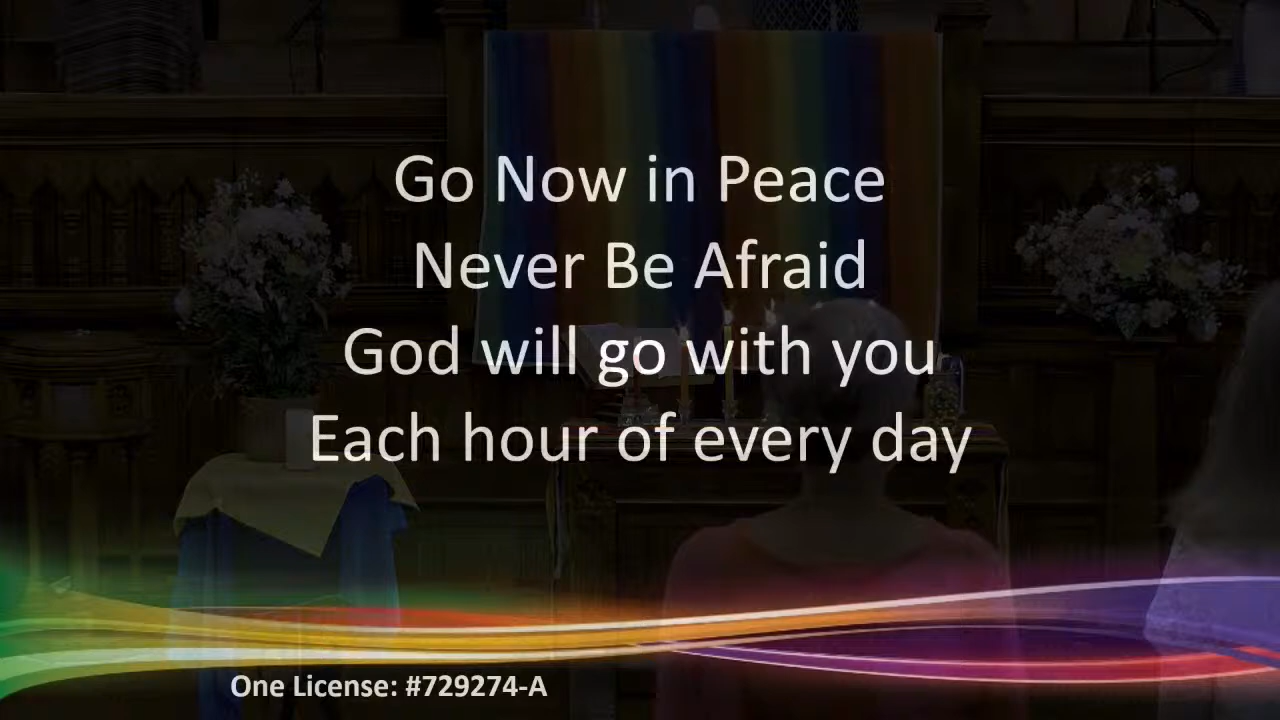 Go Now in Peace
Never Be Afraid
God will go with you
Each hour of every day
One License: #729274-A